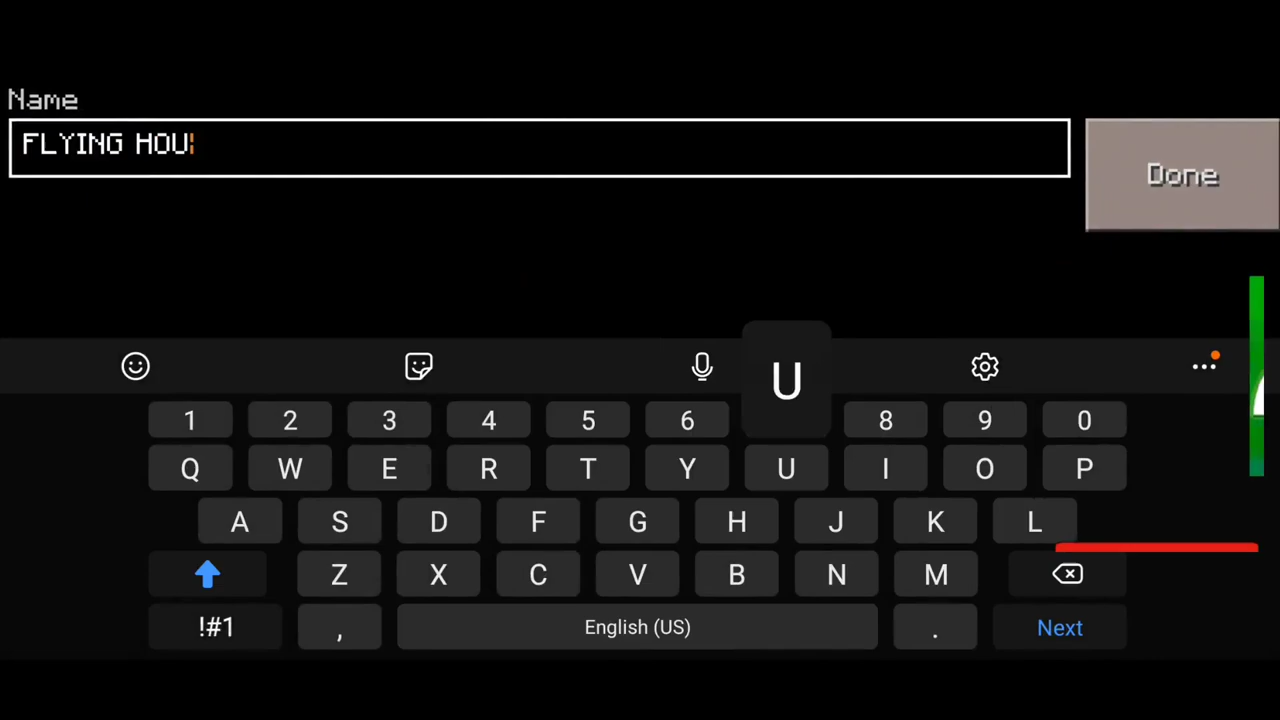 Name
FLYING HOU
Done
U
1 2 3 4 5 6 8 9 0
Q W E R T Y U I O P
A S D F G H J K L
Z X C V B N M
!#1 , English (US) . Next